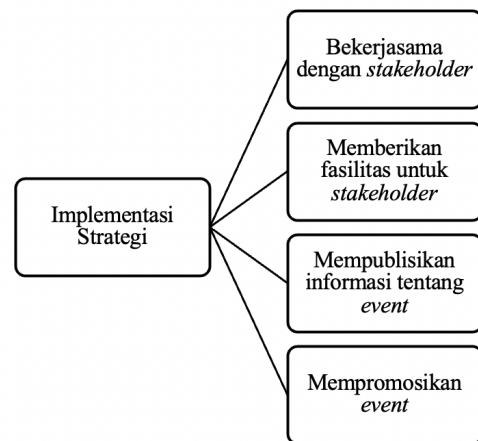 Bekerjasama
dengan stakeholder
Memberikan
fasilitas untuk
stakeholder
Implementasi
Strategi
Mempublisikan
informasi tentang
event
Mempromosikan
event